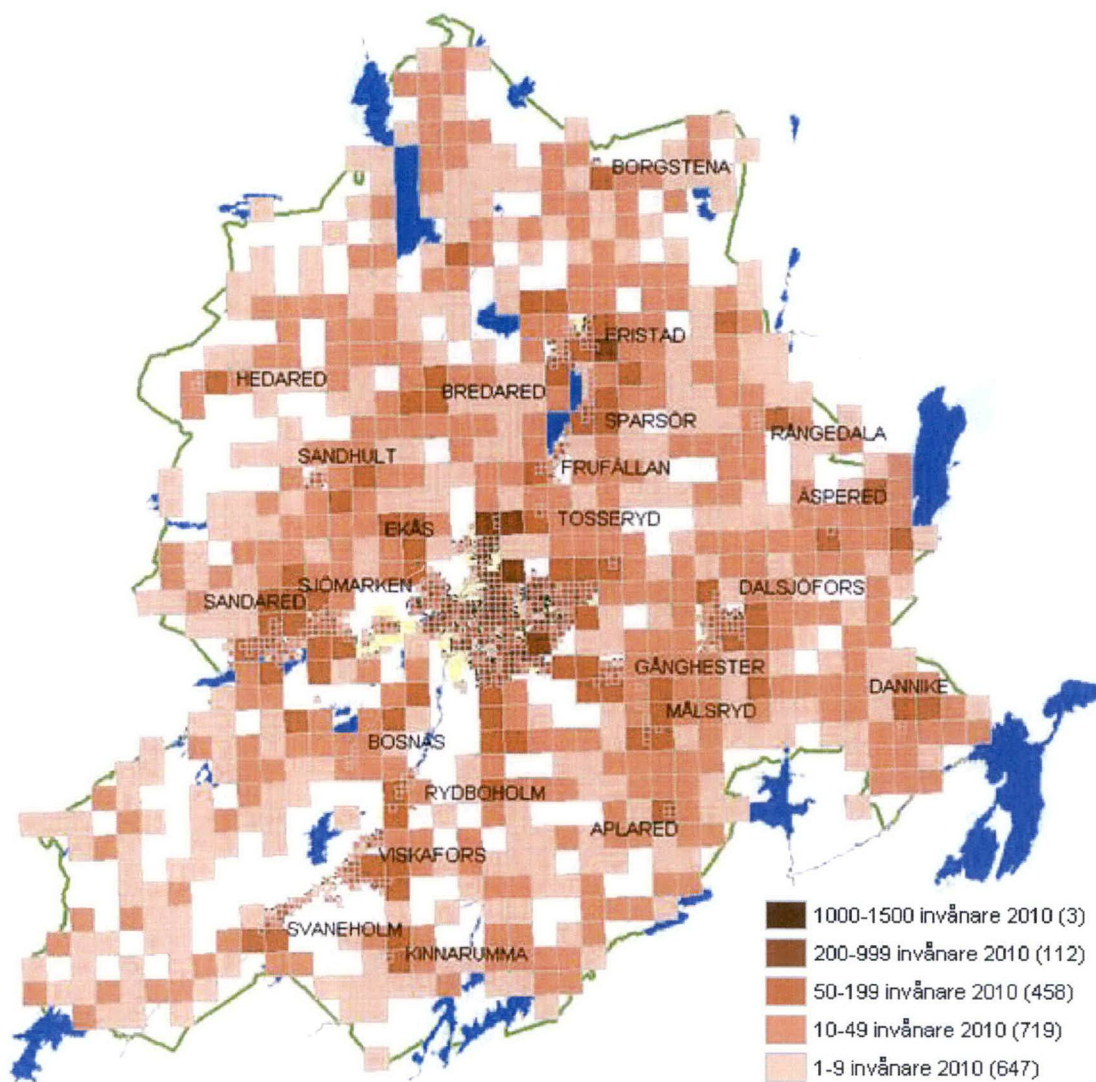 BORGSTENA
ERISTAD
HEDARED
BREDARED
SPARSÖR
RÅNGEDALA
SANDHULT
FRUFÄLLAN
ÄSPERED
EKÅS
TOSSERYD
SJÖMARKEN
DALSJÖFORS
SANDARED
GÅNGHESTER
DANNIKE
MÅLSRYD
BOSNÄS
RYDBOHOLM
APLARED
VISKAFORS
SVANEHOLM
KINNARUMMA
1000-1500 invånare 2010 (3)
200-999 invånare 2010 (112)
50-199 invånare 2010 (458)
10-49 invånare 2010 (719)
1-9 invånare 2010 (647)